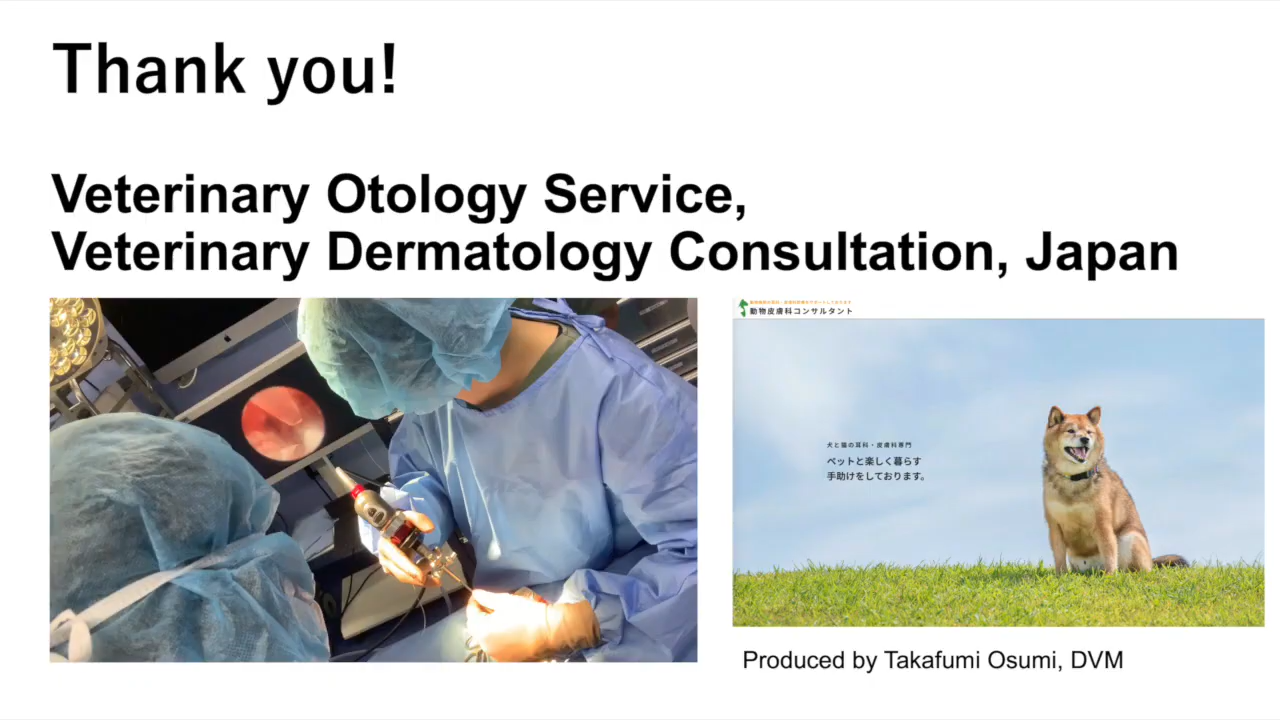 Thank you!
Veterinary Otology Service,
Veterinary Dermatology Consultation, Japan
動物皮膚科コンサルタント
犬と猫の耳科・皮膚科専門
ペットと楽しく暮らす
手助けをしております。
Produced by Takafumi Osumi, DVM